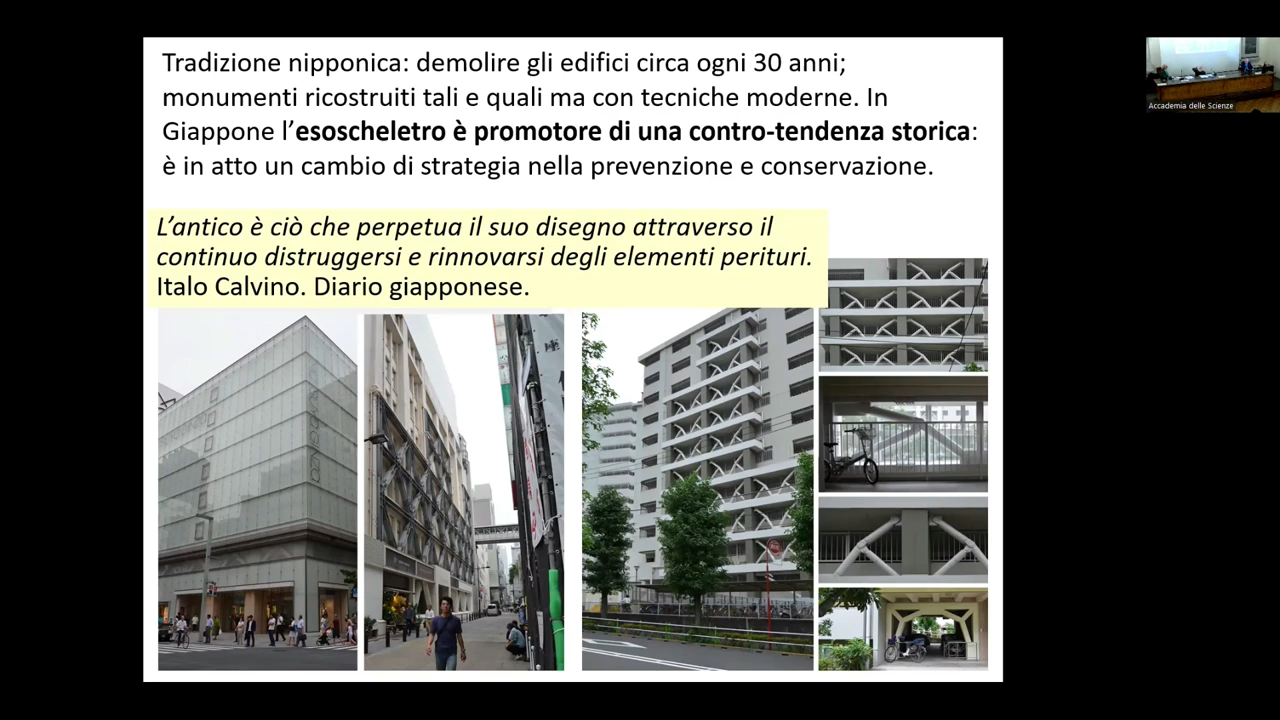 Tradizione nipponica: demolire gli edifici circa ogni 30 anni;
monumenti ricostruiti tali e quali ma con tecniche moderne. In
Giappone l’esoscheletro è promotore di una contro-tendenza storica:
è in atto un cambio di strategia nella prevenzione e conservazione.
L’antico è ciò che perpetua il suo disegno attraverso il
continuo distruggersi e rinnovarsi degli elementi perituri.
Italo Calvino. Diario giapponese.
Accademia delle Scienze